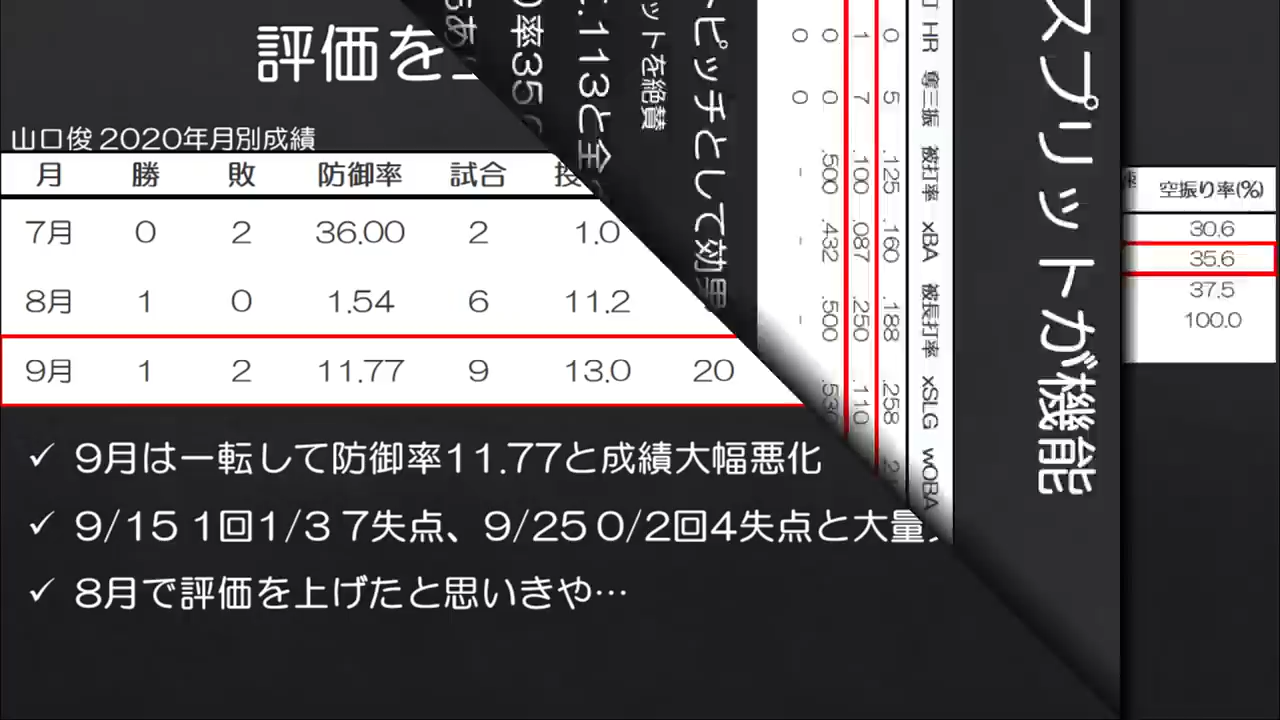 評価を
山口俊 2020年月別成績
月 勝 敗 防御率 試合
7月 0 2 36.00 2 1.0
8月 1 0 1.54 6 11.2
9月 1 2 11.77 9 13.0 20
✓ 9月は一転して防御率11.77と成績大幅悪化
✓ 9/15 1回1/3 7失点、9/25 0/2回4失点と大量
✓ 8月で評価を上げたと思いきや…
スプリットが機能
HR 奪三振 被打率 xBA 被長打率 xSLG wOBA
0 5 .125 .160 .188 .258
1 7 .100 .087 .250 .110
0 0 .500 .432 .500
0 0 - - -
トピッチとして効果
ットを絶賛
.113と全
率35
空振り率(%)
30.6
35.6
37.5
100.0